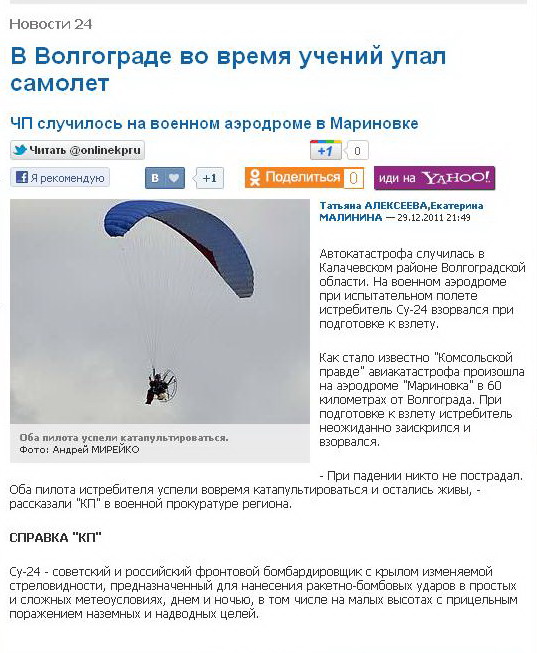 Новости 24
В Волгограде во время учений упал
самолет
ЧП случилось на военном аэродроме в Мариновке
Читать @onlinekpru
+1
0
Я рекомендую
В
+1
Поделиться
0
иди на YAHOO!
Татьяна АЛЕКСЕЕВА,Екатерина
МАЛИНИНА — 29.12.2011 21:49
Автокатастрофа случилась в
Калачевском районе Волгоградской
области. На военном аэродроме
при испытательном полете
истребитель Су-24 взорвался при
подготовке к взлету.
Как стало известно "Комсольской
правде" авиакатастрофа произошла
на аэродроме "Мариновка" в 60
километрах от Волгограда. При
подготовке к взлету истребитель
неожиданно заискрился и
взорвался.
Оба пилота успели катапультироваться.
Фото: Андрей МИРЕЙКО
- При падении никто не пострадал.
Оба пилота истребителя успели вовремя катапультироваться и остались живы, -
рассказали "КП" в военной прокуратуре региона.
СПРАВКА "КП"
Су-24 - советский и российский фронтовой бомбардировщик с крылом изменяемой
стреловидности, предназначенный для нанесения ракетно-бомбовых ударов в простых
и сложных метеоусловиях, днем и ночью, в том числе на малых высотах с прицельным
поражением наземных и надводных целей.